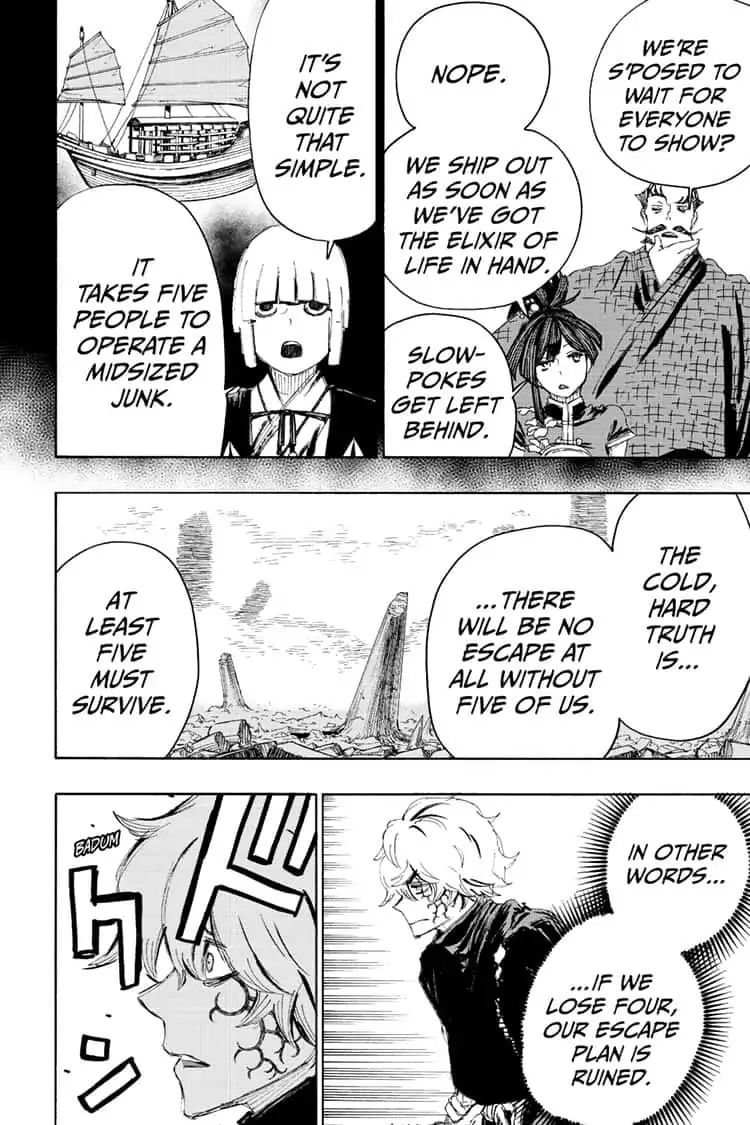 WE'RE
S'POSED TO
WAIT FOR
EVERYONE
TO SHOW?
NOPE.
WE SHIP OUT
AS SOON AS
WE'VE GOT
THE ELIXIR OF
LIFE IN HAND.
SLOW-
POKES
GET LEFT
BEHIND.
IT'S
NOT
QUITE
THAT
SIMPLE.
IT
TAKES FIVE
PEOPLE TO
OPERATE A
MIDSIZED
JUNK.
THE
COLD,
HARD
TRUTH
IS...
...THERE
WILL BE NO
ESCAPE AT
ALL WITHOUT
FIVE OF US.
AT
LEAST
FIVE
MUST
SURVIVE.
IN OTHER
WORDS...
...IF WE
LOSE FOUR,
OUR ESCAPE
PLAN IS
RUINED.
BADUM
ドクン